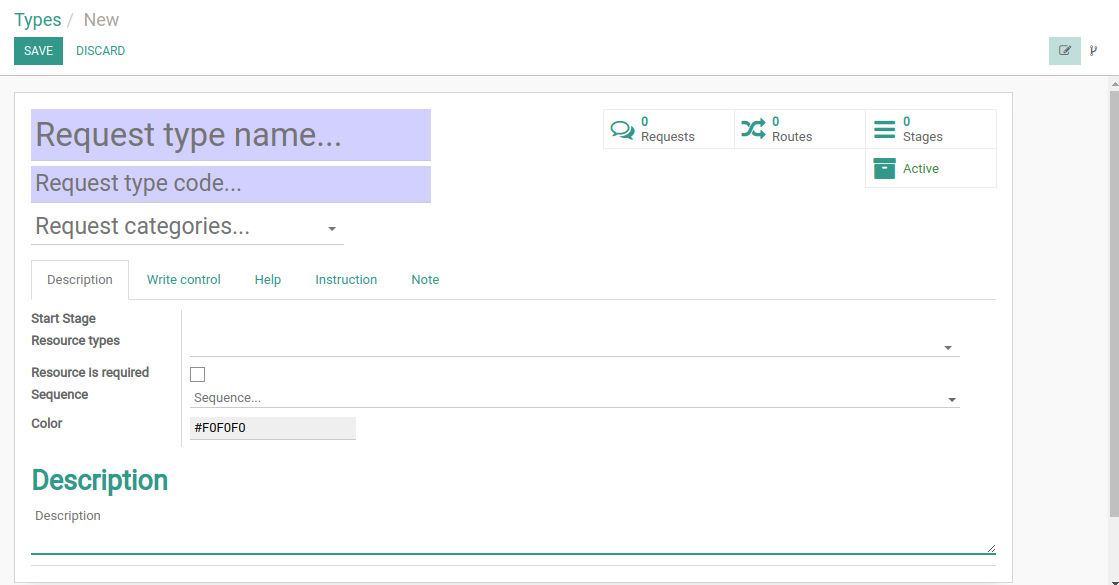 Types / New
SAVE DISCARD
Request type name...
Request type code...
Request categories...
0 Requests
0 Routes
0 Stages
Active
Description Write control Help Instruction Note
Start Stage
Resource types
Resource is required
Sequence Sequence...
Color #F0F0F0
Description
Description